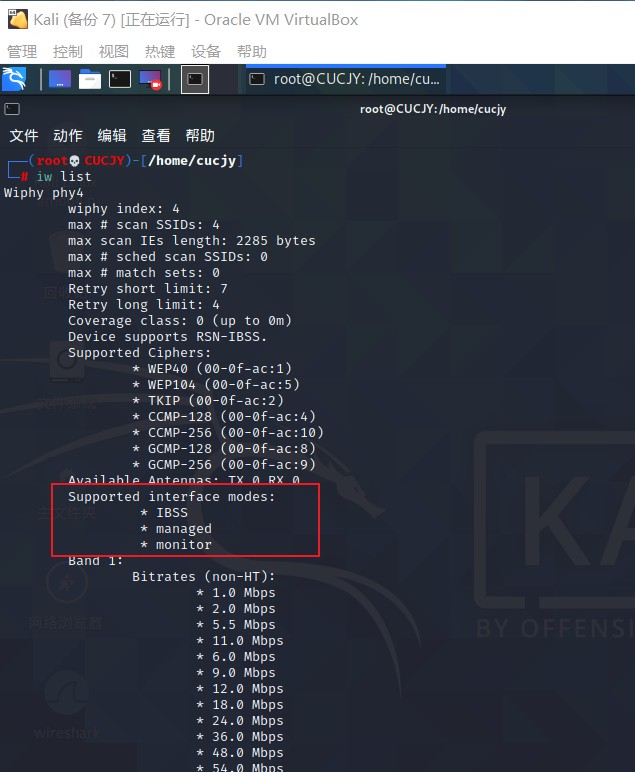 Kali (备份 7) [正在运行] - Oracle VM VirtualBox
管理 控制 视图 热键 设备 帮助
root@CUCJY: /home/cu...
root@CUCJY: /home/cucjy
文件 动作 编辑 查看 帮助
(root💀CUCJY)-[/home/cucjy]
# iw list
Wiphy phy4
wiphy index: 4
max # scan SSIDs: 4
max scan IEs length: 2285 bytes
max # sched scan SSIDs: 0
max # match sets: 0
Retry short limit: 7
Retry long limit: 4
Coverage class: 0 (up to 0m)
Device supports RSN-IBSS.
Supported Ciphers:
* WEP40 (00-0f-ac:1)
* WEP104 (00-0f-ac:5)
* TKIP (00-0f-ac:2)
* CCMP-128 (00-0f-ac:4)
* CCMP-256 (00-0f-ac:10)
* GCMP-128 (00-0f-ac:8)
* GCMP-256 (00-0f-ac:9)
Available Antennas: TX 0 RX 0
Supported interface modes:
* IBSS
* managed
* monitor
Band 1:
Bitrates (non-HT):
* 1.0 Mbps
* 2.0 Mbps
* 5.5 Mbps
* 11.0 Mbps
* 6.0 Mbps
* 9.0 Mbps
* 12.0 Mbps
* 18.0 Mbps
* 24.0 Mbps
* 36.0 Mbps
* 48.0 Mbps
* 54.0 Mbps
KA
BY OFFENSI
网络浏览器
wireshark